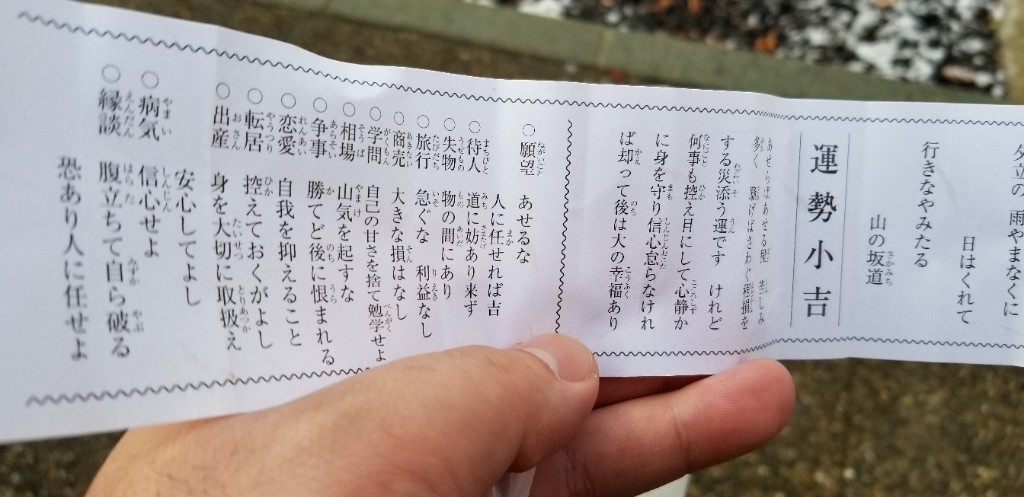 夕立の 雨やまなくに
日はくれて
行きなやみたる
山の坂道
運勢小吉
あせればあせる程 苦しみ
多く 騒げばさわぐ程損を
する災添う運です けれど
何事も控え目にして心静か
に身を守り信心怠らなけれ
ば却って後は大の幸福あり
○願望 あせるな
人に任せれば吉
○待人 道に妨あり来ず
○失物 物の間にあり
○旅行 急ぐな 利益なし
○商売 大きな損はなし
○学問 自己の甘さを捨て勉学せよ
○相場 山気を起すな
○争事 勝てど後に恨まれる
○恋愛 自我を抑えること
○転居 控えておくがよし
○出産 身を大切に取扱え
安心してよし
○病気 信心せよ
○縁談 腹立ちて自ら破る
恐あり人に任せよ